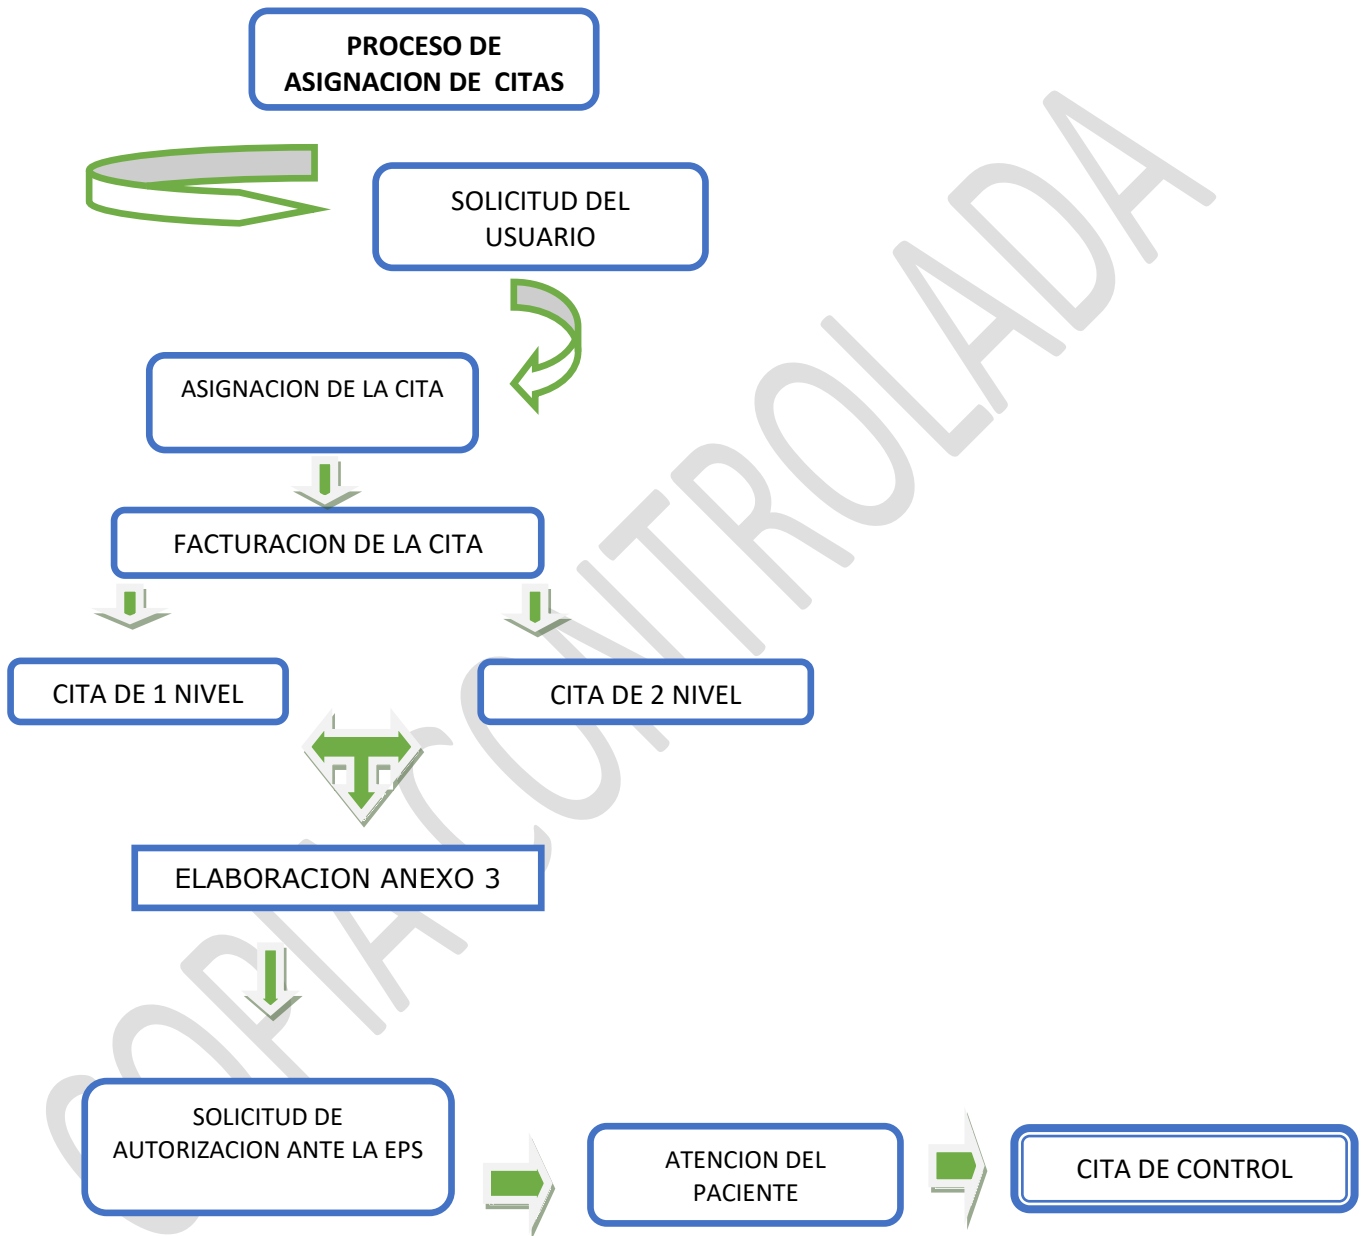 PROCESO DE
ASIGNACION DE CITAS
SOLICITUD DEL
USUARIO
ASIGNACION DE LA CITA
FACTURACION DE LA CITA
CITA DE 1 NIVEL
CITA DE 2 NIVEL
ELABORACION ANEXO 3
SOLICITUD DE
AUTORIZACION ANTE LA EPS
ATENCION DEL
PACIENTE
CITA DE CONTROL
COPIA CONTROLADA